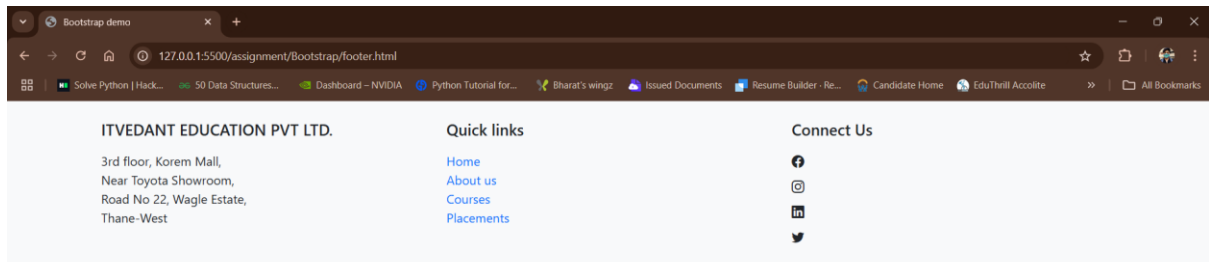 Bootstrap demo
127.0.0.1:5500/assignment/Bootstrap/footer.html
Solve Python | Hack... 50 Data Structures... Dashboard – NVIDIA Python Tutorial for... Bharat's wingz Issued Documents Resume Builder · Re... Candidate Home EduThrill Accolite » All Bookmarks
ITVEDANT EDUCATION PVT LTD.
3rd floor, Korem Mall,
Near Toyota Showroom,
Road No 22, Wagle Estate,
Thane-West
Quick links
Home
About us
Courses
Placements
Connect Us